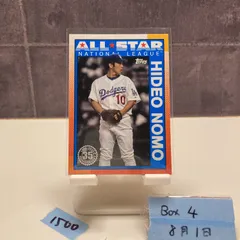 ALL★STAR
NATIONAL LEAGUE
HIDEO NOMO
Topps
Dodgers
10
35
1500
Box 4
8月1日